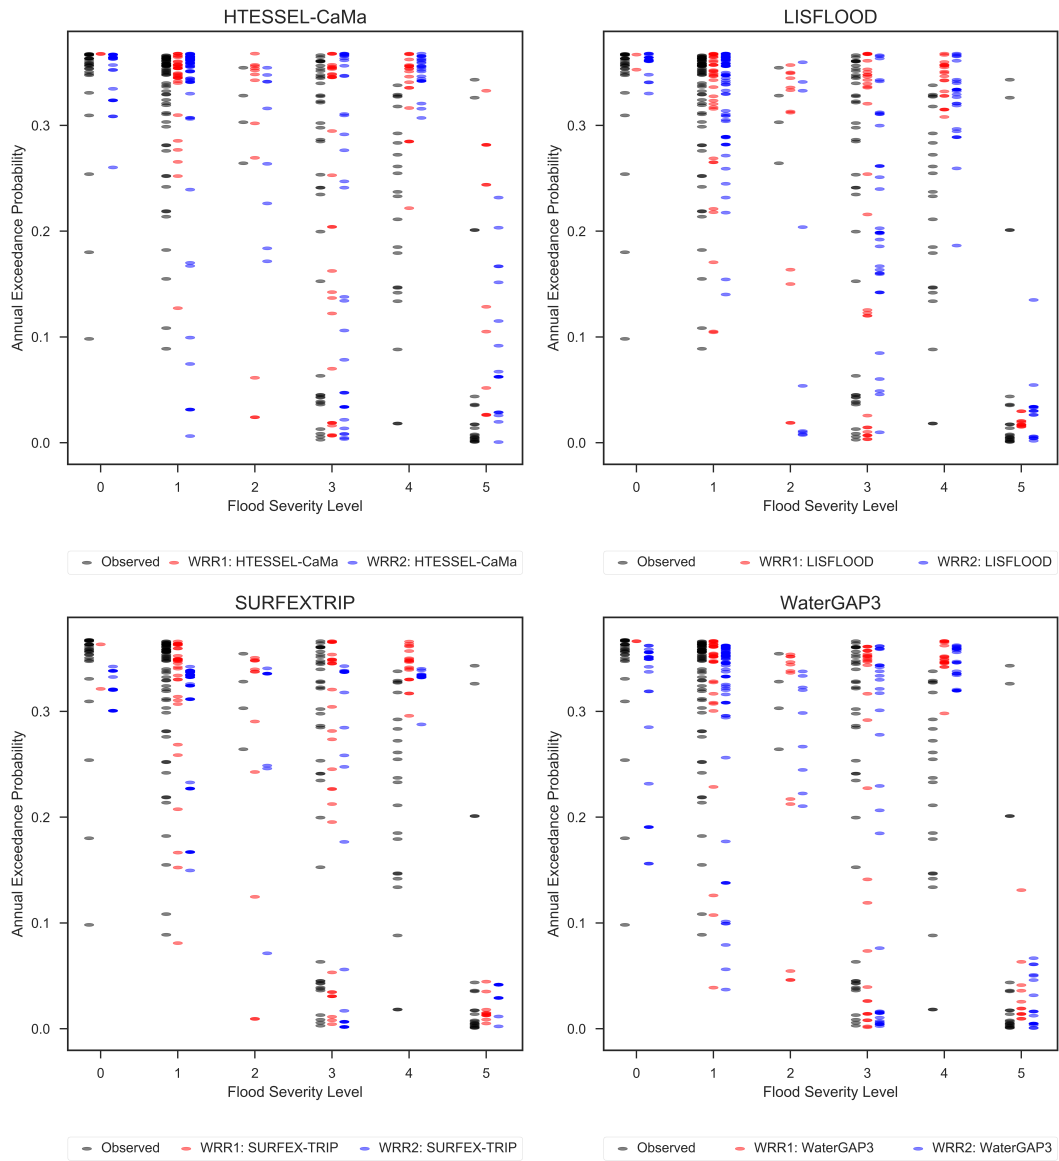 HTESSEL-CaMa
Annual Exceedance Probability
0.3
0.2
0.1
0.0
0 1 2 3 4 5
Flood Severity Level
Observed WRR1: HTESSEL-CaMa WRR2: HTESSEL-CaMa
LISFLOOD
Annual Exceedance Probability
0.3
0.2
0.1
0.0
0 1 2 3 4 5
Flood Severity Level
Observed WRR1: LISFLOOD WRR2: LISFLOOD
SURFEXTRIP
Annual Exceedance Probability
0.3
0.2
0.1
0.0
0 1 2 3 4 5
Flood Severity Level
Observed WRR1: SURFEX-TRIP WRR2: SURFEX-TRIP
WaterGAP3
Annual Exceedance Probability
0.3
0.2
0.1
0.0
0 1 2 3 4 5
Flood Severity Level
Observed WRR1: WaterGAP3 WRR2: WaterGAP3